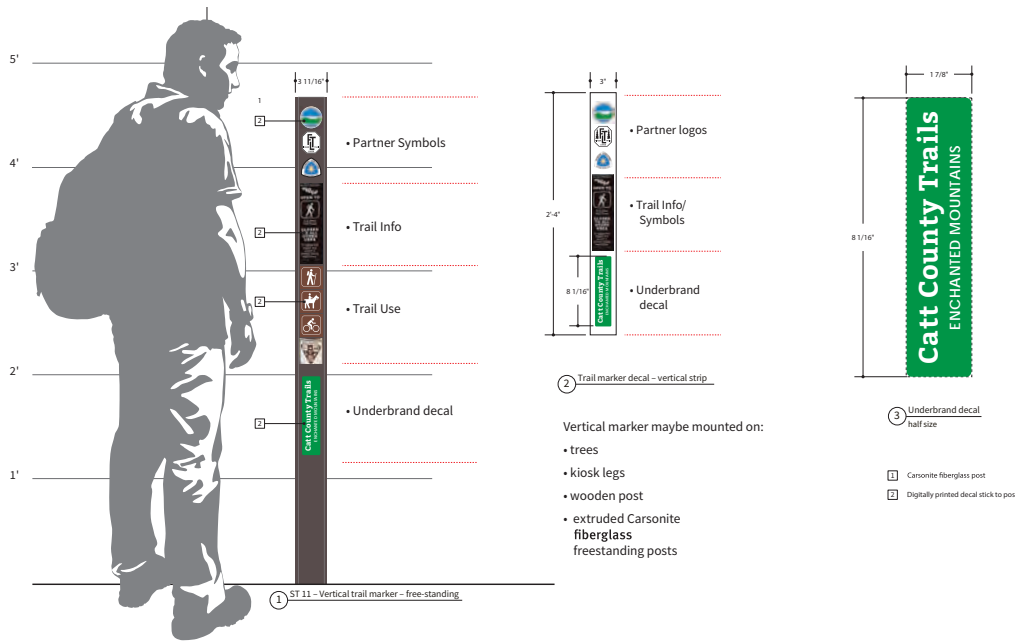 5'
4'
3'
2'
1'
3 11/16"
1
2
2
2
2
• Partner Symbols
• Trail Info
• Trail Use
• Underbrand decal
Catt County Trails
ENCHANTED MOUNTAINS
1 ST 11 – Vertical trail marker – free-standing
3"
2'-4"
8 1/16"
• Partner logos
• Trail Info/
Symbols
• Underbrand
decal
Catt County Trails
ENCHANTED MOUNTAINS
2 Trail marker decal – vertical strip
Vertical marker maybe mounted on:
• trees
• kiosk legs
• wooden post
• extruded Carsonite
fiberglass
freestanding posts
1 7/8"
8 1/16"
Catt County Trails
ENCHANTED MOUNTAINS
3 Underbrand decal
half size
1 Carsonite fiberglass post
2 Digitally printed decal stick to pos